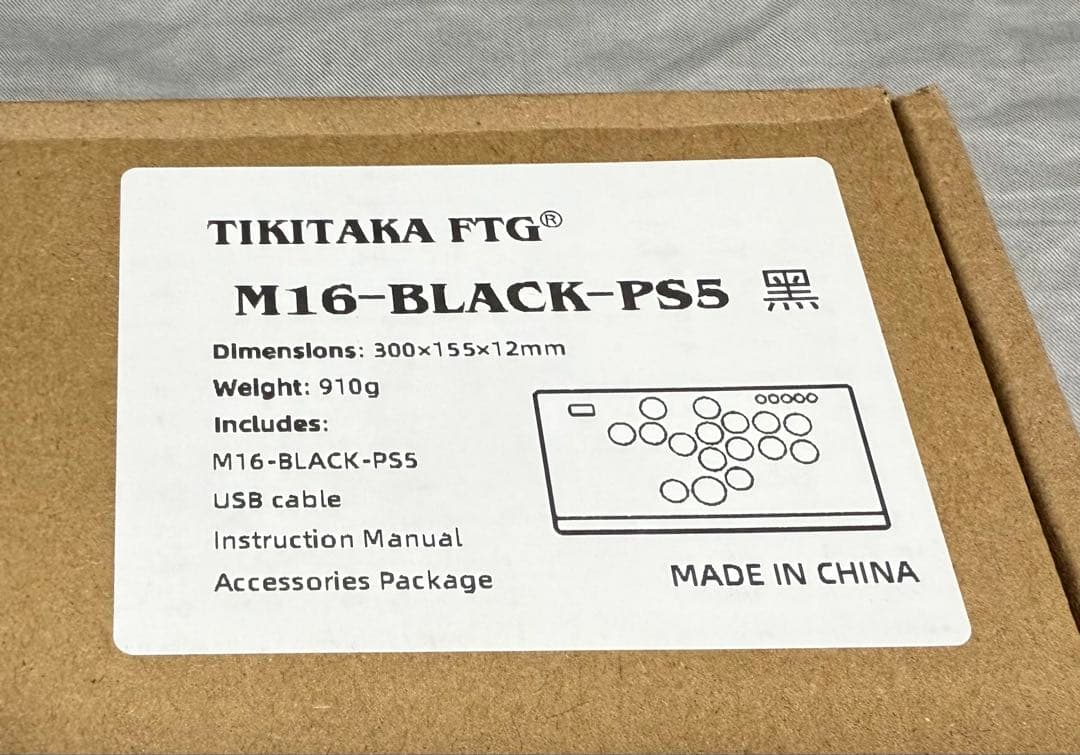 TIKITAKA FTG®
M16-BLACK-PS5 黑
Dimensions: 300×155×12mm
Weight: 910g
Includes:
M16-BLACK-PS5
USB cable
Instruction Manual
Accessories Package
MADE IN CHINA